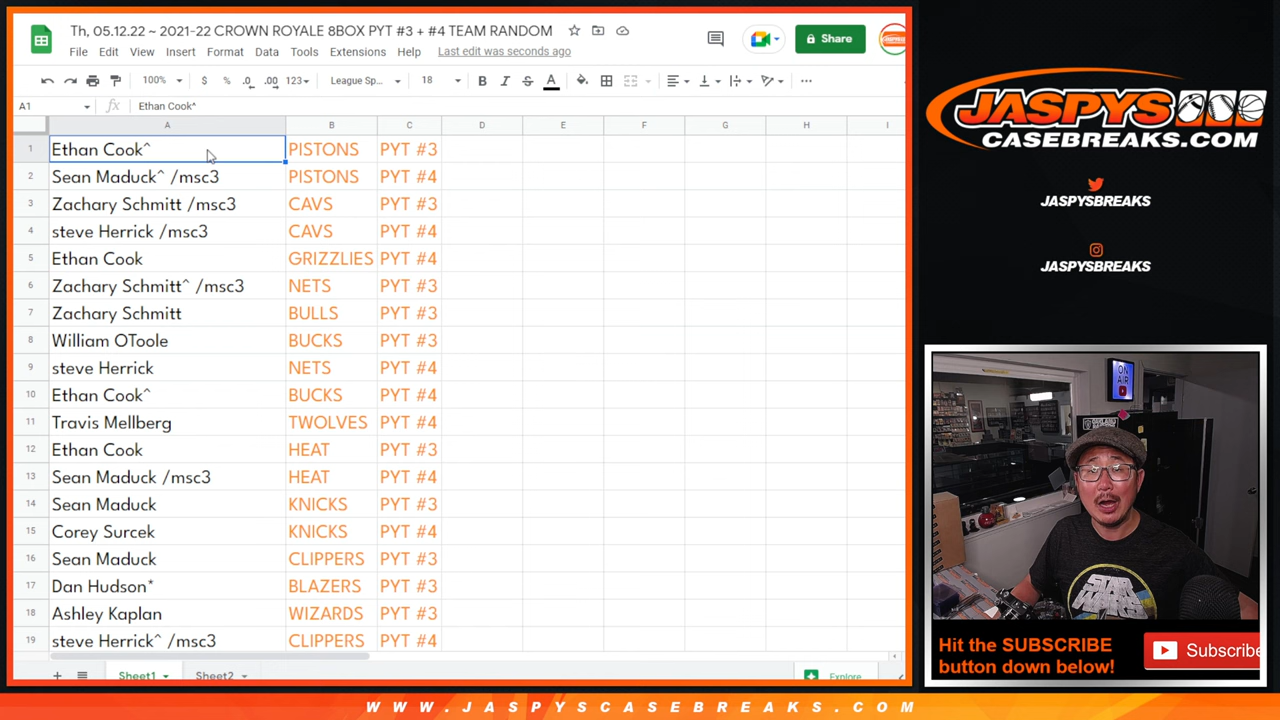 Th, 05.12.22 ~ 2021-22 CROWN ROYALE 8BOX PYT #3 + #4 TEAM RANDOM
File Edit View Insert Format Data Tools Extensions Help Last edit was seconds ago
Share
100% $ % .0 .00 123 League Sp... 18 B I S A
A1 fx Ethan Cook^
A B C D E F G H I
1 Ethan Cook^ PISTONS PYT #3
2 Sean Maduck^ /msc3 PISTONS PYT #4
3 Zachary Schmitt /msc3 CAVS PYT #3
4 steve Herrick /msc3 CAVS PYT #4
5 Ethan Cook GRIZZLIES PYT #4
6 Zachary Schmitt^ /msc3 NETS PYT #3
7 Zachary Schmitt BULLS PYT #3
8 William OToole BUCKS PYT #3
9 steve Herrick NETS PYT #4
10 Ethan Cook^ BUCKS PYT #4
11 Travis Mellberg TWOLVES PYT #4
12 Ethan Cook HEAT PYT #3
13 Sean Maduck /msc3 HEAT PYT #4
14 Sean Maduck KNICKS PYT #3
15 Corey Surcek KNICKS PYT #4
16 Sean Maduck CLIPPERS PYT #3
17 Dan Hudson* BLAZERS PYT #3
18 Ashley Kaplan WIZARDS PYT #3
19 steve Herrick^ /msc3 CLIPPERS PYT #4
Sheet1 Sheet2 Explore
JASPYS
CASEBREAKS.COM
JASPYSBREAKS
JASPYSBREAKS
ON AIR
STAR WARS
Hit the SUBSCRIBE
button down below!
Subscribe
WWW.JASPYSCASEBREAKS.COM